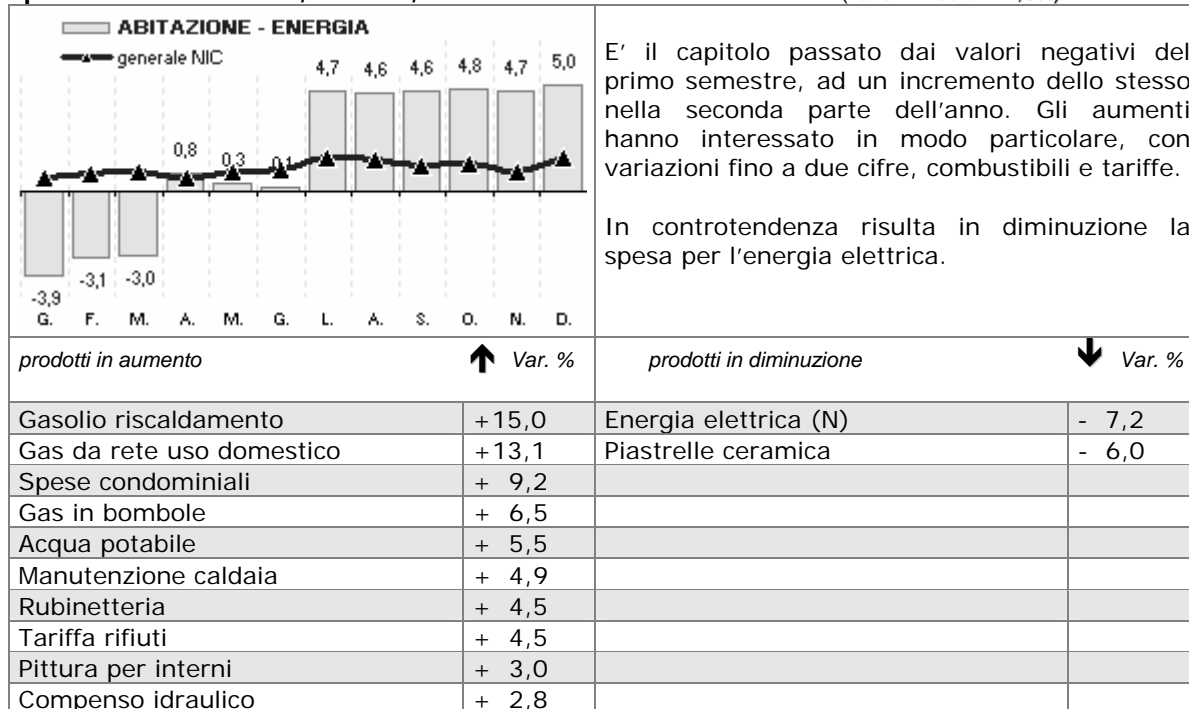 ABITAZIONE - ENERGIA
generale NIC
4,7 4,6 4,6 4,8 4,7 5,0
0,8 0,3 0,1
-3,9 -3,1 -3,0
G. F. M. A. M. G. L. A. S. O. N. D.
E' il capitolo passato dai valori negativi del
primo semestre, ad un incremento dello stesso
nella seconda parte dell'anno. Gli aumenti
hanno interessato in modo particolare, con
variazioni fino a due cifre, combustibili e tariffe.
In controtendenza risulta in diminuzione la
spesa per l'energia elettrica.
prodotti in aumento Var. % prodotti in diminuzione Var. %
Gasolio riscaldamento +15,0 Energia elettrica (N) - 7,2
Gas da rete uso domestico +13,1 Piastrelle ceramica - 6,0
Spese condominiali + 9,2
Gas in bombole + 6,5
Acqua potabile + 5,5
Manutenzione caldaia + 4,9
Rubinetteria + 4,5
Tariffa rifiuti + 4,5
Pittura per interni + 3,0
Compenso idraulico + 2,8